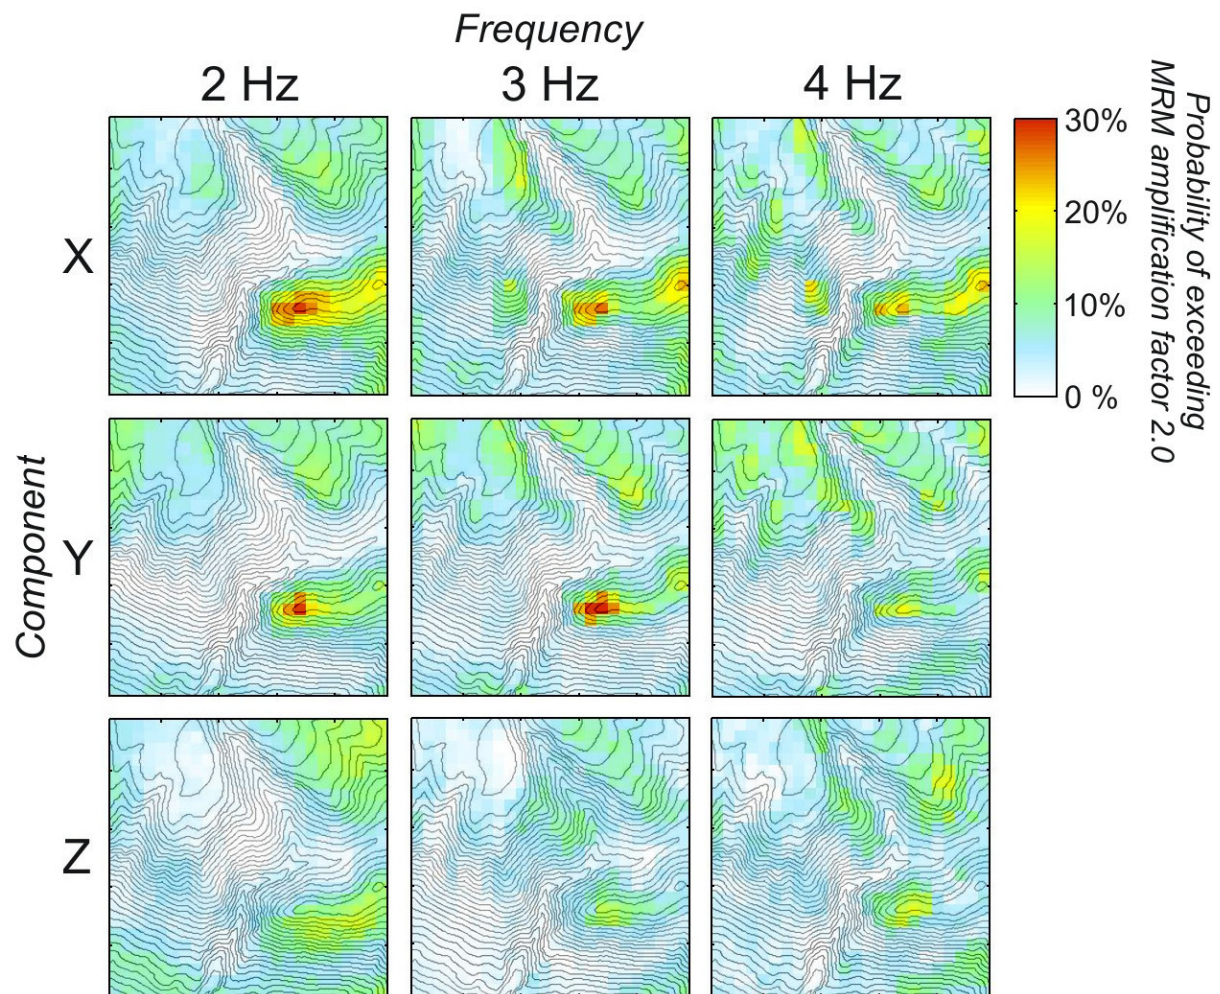 Frequency
2 Hz
3 Hz
4 Hz
X
Y
Z
Component
30%
20%
10%
0 %
Probability of exceeding
MRM amplification factor 2.0